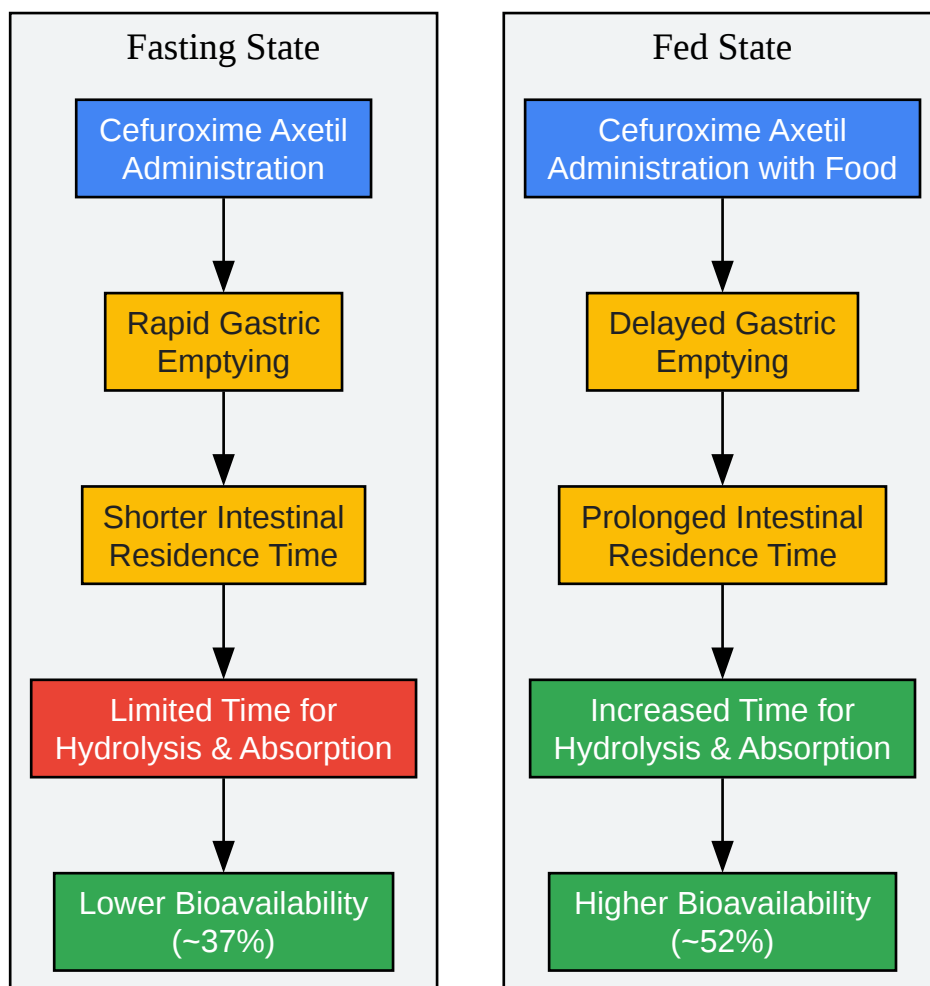 Fasting State
Cefuroxime Axetil
Administration
Rapid Gastric
Emptying
Shorter Intestinal
Residence Time
Limited Time for
Hydrolysis & Absorption
Lower Bioavailability
(~37%)
Fed State
Cefuroxime Axetil
Administration with Food
Delayed Gastric
Emptying
Prolonged Intestinal
Residence Time
Increased Time for
Hydrolysis & Absorption
Higher Bioavailability
(~52%)